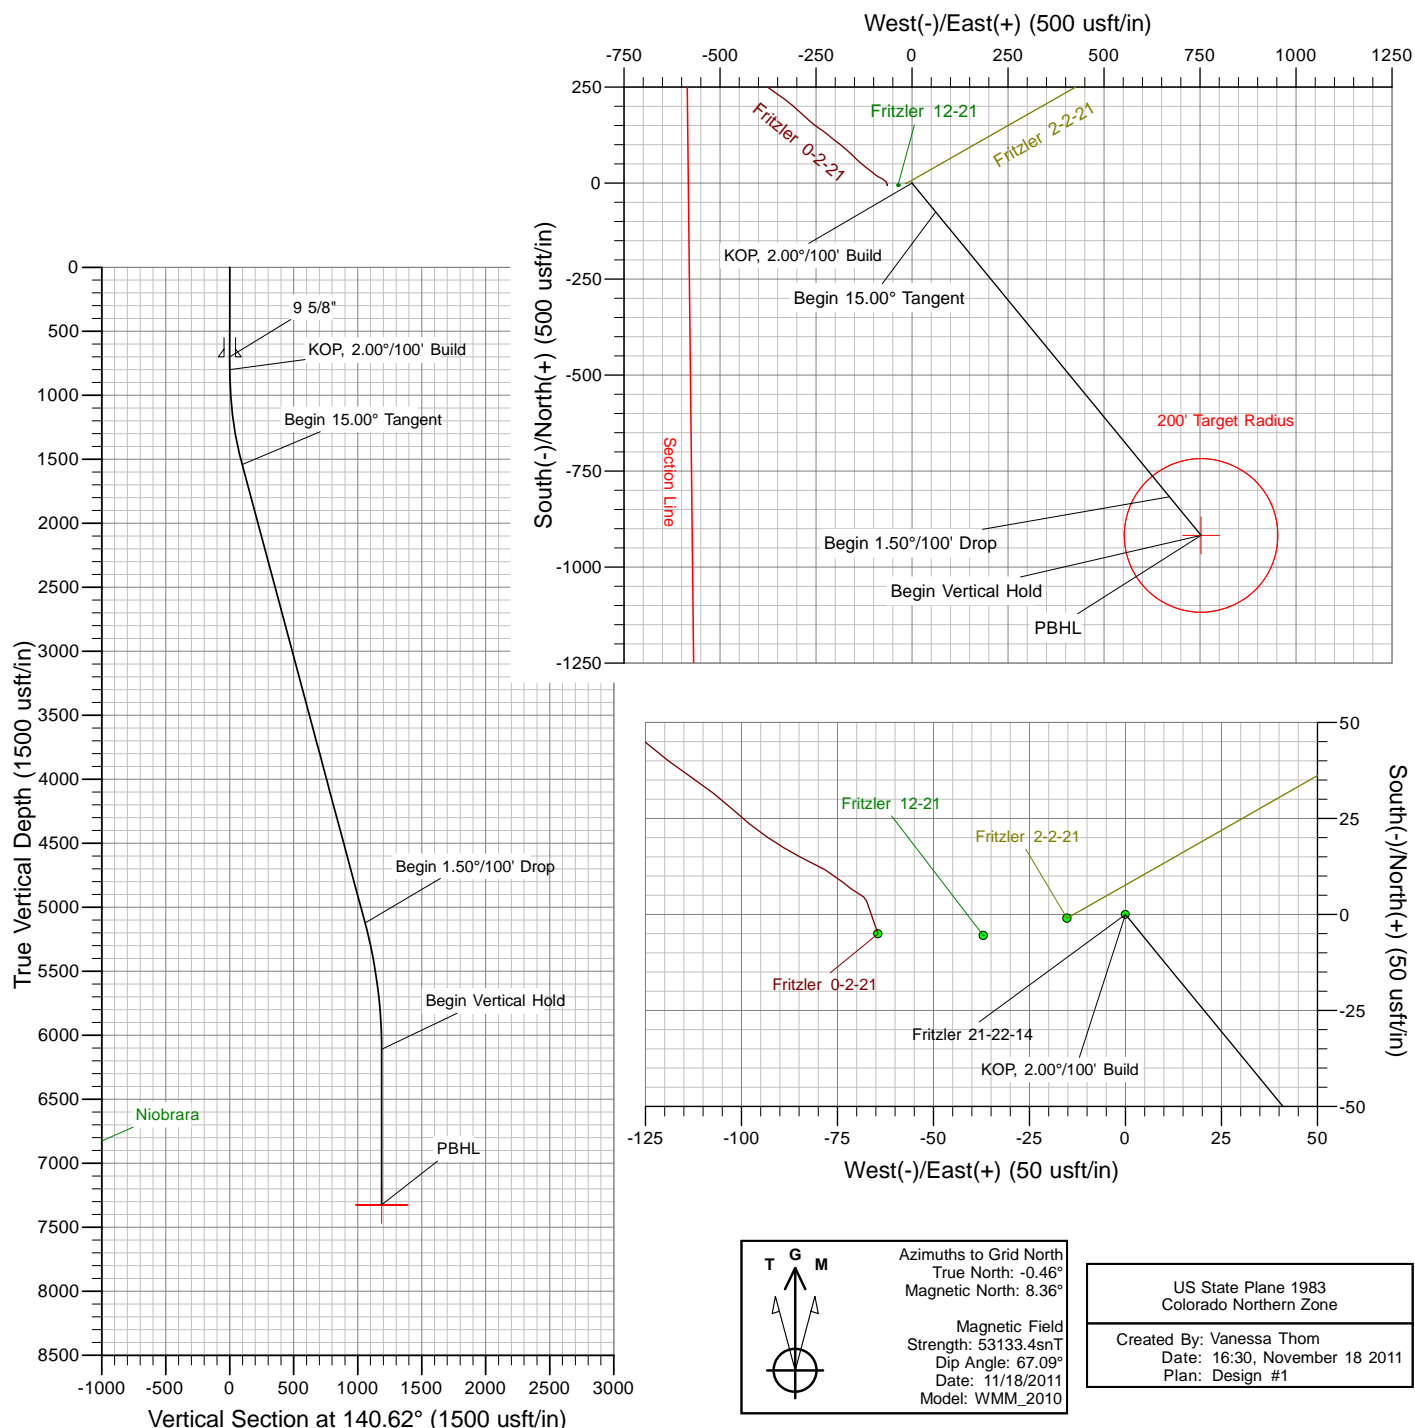 West(-)/East(+) (500 usft/in)
-750 -500 -250 0 250 500 750 1000 1250
250
0
-250
-500
-750
-1000
-1250
South(-)/North(+) (500 usft/in)
Fritzler 0-2-21
Fritzler 12-21
Fritzler 2-2-21
KOP, 2.00°/100' Build
Begin 15.00° Tangent
Section Line
200' Target Radius
Begin 1.50°/100' Drop
Begin Vertical Hold
PBHL
0
500
1000
1500
2000
2500
3000
3500
4000
4500
5000
5500
6000
6500
7000
7500
8000
8500
True Vertical Depth (1500 usft/in)
9 5/8"
KOP, 2.00°/100' Build
Begin 15.00° Tangent
Begin 1.50°/100' Drop
Begin Vertical Hold
Niobrara
PBHL
-1000 -500 0 500 1000 1500 2000 2500 3000
Vertical Section at 140.62° (1500 usft/in)
50
25
0
-25
-50
South(-)/North(+) (50 usft/in)
Fritzler 12-21
Fritzler 2-2-21
Fritzler 0-2-21
Fritzler 21-22-14
KOP, 2.00°/100' Build
-125 -100 -75 -50 -25 0 25 50
West(-)/East(+) (50 usft/in)
T G M
Azimuths to Grid North
True North: -0.46°
Magnetic North: 8.36°
Magnetic Field
Strength: 53133.4snT
Dip Angle: 67.09°
Date: 11/18/2011
Model: WMM_2010
US State Plane 1983
Colorado Northern Zone
Created By: Vanessa Thom
Date: 16:30, November 18 2011
Plan: Design #1